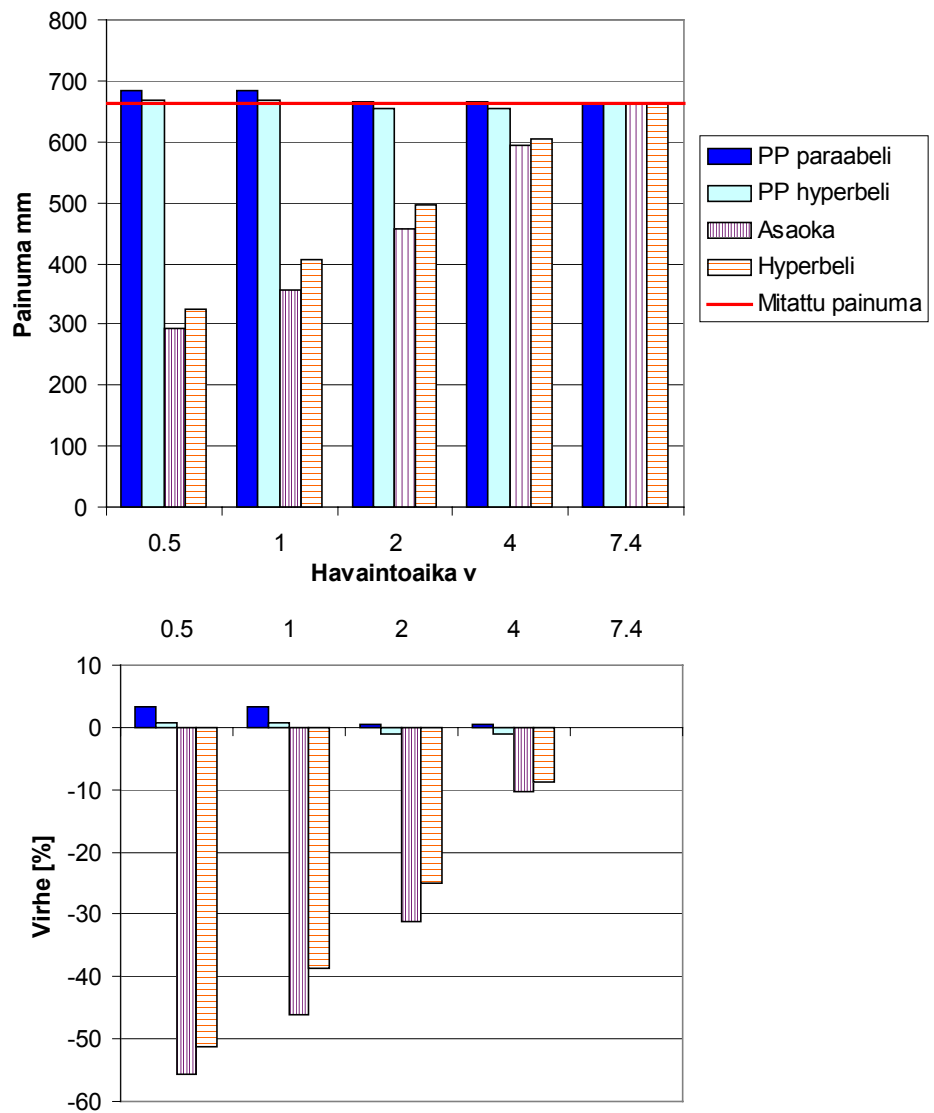 800
700
600
500
400
300
200
100
0
Painuma mm
0.5 1 2 4 7.4
Havaintoaika v
PP paraabeli
PP hyperbeli
Asaoka
Hyperbeli
Mitattu painuma
0.5 1 2 4 7.4
10
0
-10
-20
-30
-40
-50
-60
Virhe [%]